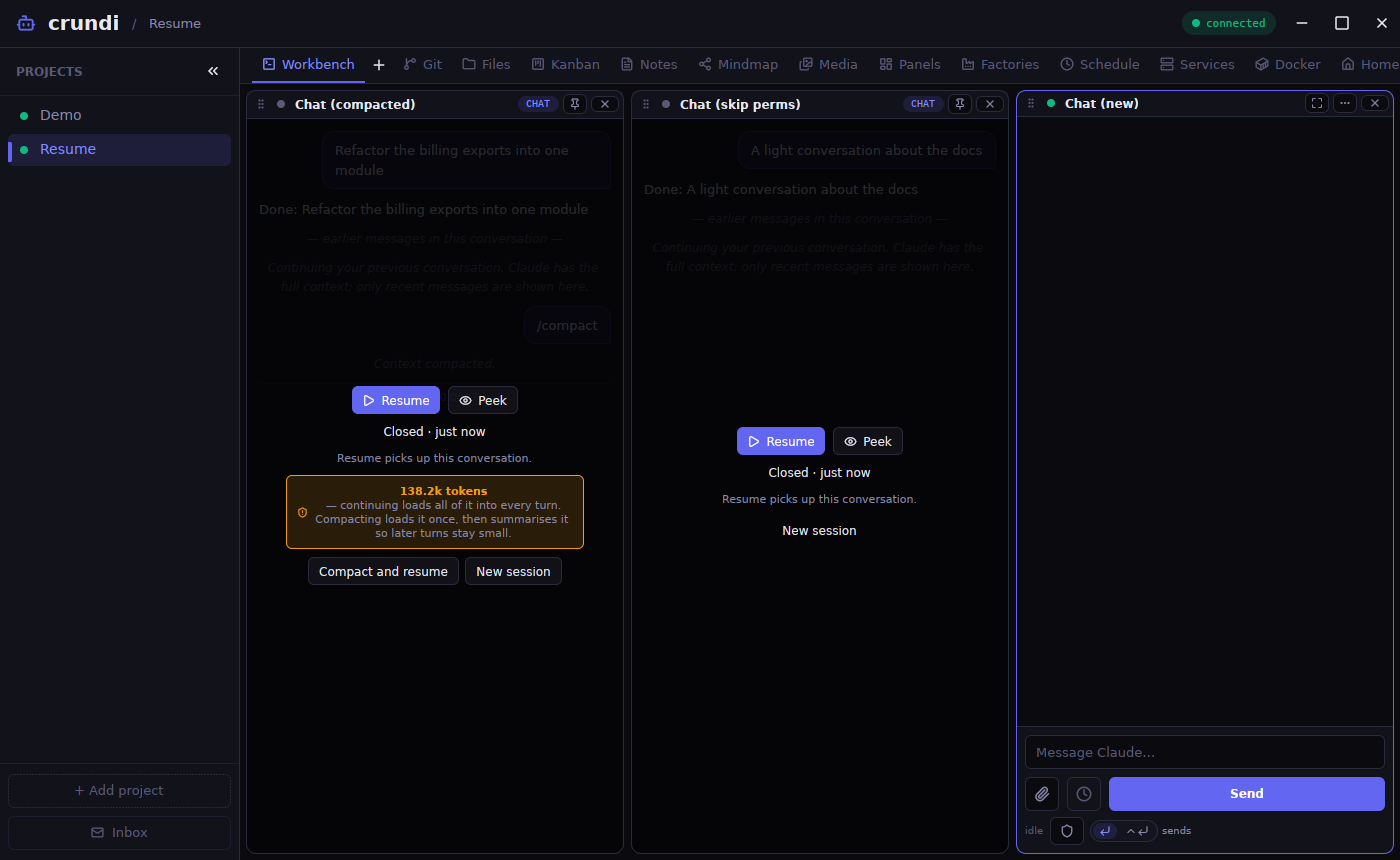 crundi / Resume
connected
PROJECTS
Demo
Resume
+ Add project
Inbox
Workbench
Git
Files
Kanban
Notes
Mindmap
Media
Panels
Factories
Schedule
Services
Docker
Home
Chat (compacted)
CHAT
Refactor the billing exports into one
module
Done: Refactor the billing exports into one module
— earlier messages in this conversation —
Continuing your previous conversation. Claude has the
full context; only recent messages are shown here.
/compact
Context compacted.
Resume
Peek
Closed · just now
Resume picks up this conversation.
138.2k tokens
— continuing loads all of it into every turn.
Compacting loads it once, then summarises it
so later turns stay small.
Compact and resume
New session
Chat (skip perms)
CHAT
A light conversation about the docs
Done: A light conversation about the docs
— earlier messages in this conversation —
Continuing your previous conversation. Claude has the
full context; only recent messages are shown here.
Resume
Peek
Closed · just now
Resume picks up this conversation.
New session
Chat (new)
Message Claude...
Send
idle
sends